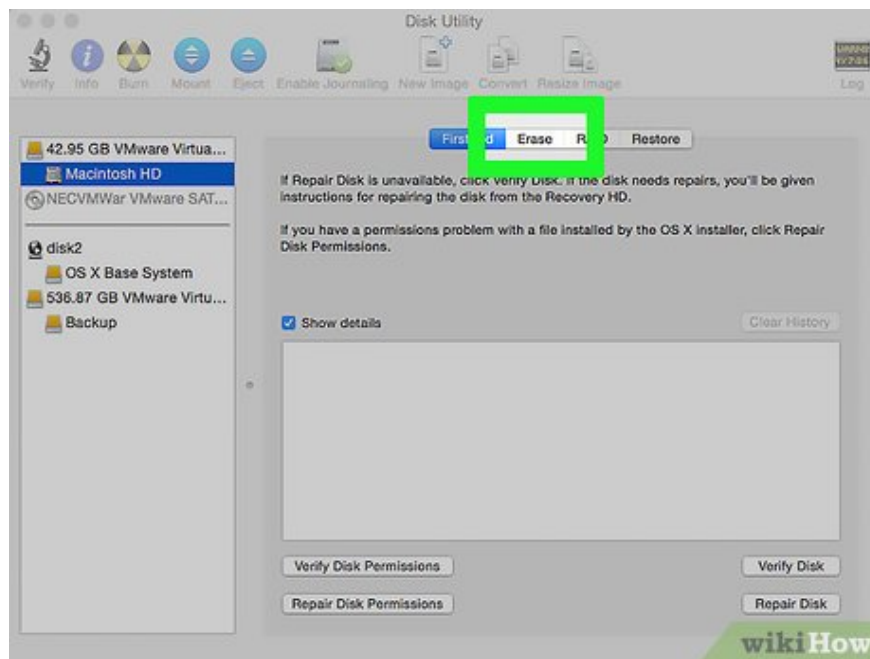 Disk Utility
Verify Info Burn Mount Eject Enable Journaling New Image Convert Resize Image Log
First Erase Restore
42.95 GB VMware Virtua...
Macintosh HD
NECVMWar VMware SAT...
disk2
OS X Base System
536.87 GB VMware Virtu...
Backup
If Repair Disk is unavailable, click Verify Disk. If the disk needs repairs, you'll be given
instructions for repairing the disk from the Recovery HD.
If you have a permissions problem with a file installed by the OS X installer, click Repair
Disk Permissions.
Show details
Clear History
Verify Disk Permissions
Verify Disk
Repair Disk Permissions
Repair Disk
wikiHow